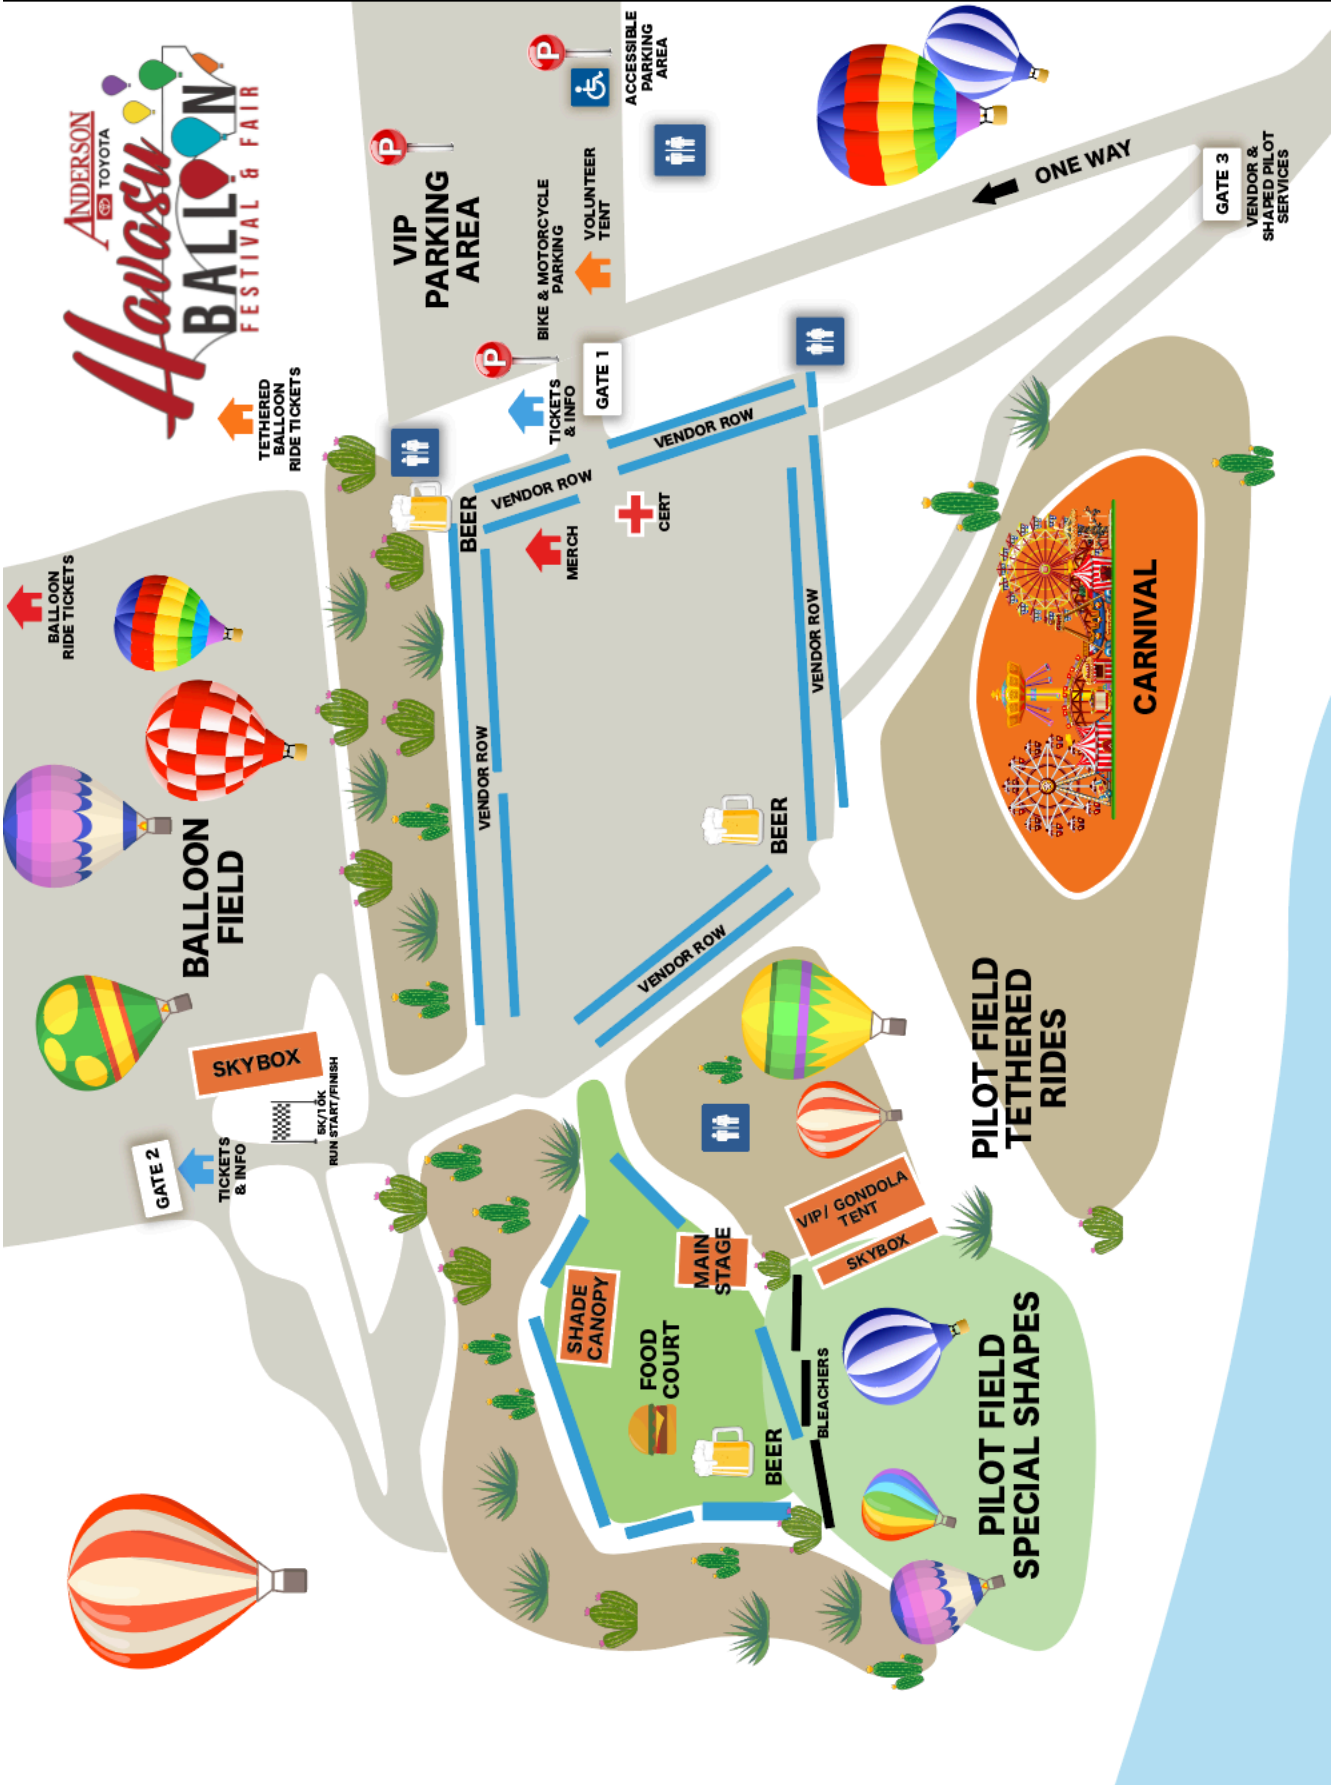 ANDERSON
TOYOTA
Havasu
BALLOON
FESTIVAL & FAIR
TETHERED
BALLOON
RIDE TICKETS
BALLOON
RIDE TICKETS
VIP
PARKING
AREA
P
P
P
ACCESSIBLE
PARKING
AREA
BIKE & MOTORCYCLE
PARKING
VOLUNTEER
TENT
TICKETS
& INFO
GATE 1
ONE WAY
GATE 3
VENDOR &
SHAPED PILOT
SERVICES
BEER
VENDOR ROW
VENDOR ROW
MERCH
CERT
VENDOR ROW
VENDOR ROW
BEER
VENDOR ROW
CARNIVAL
BALLOON
FIELD
SKYBOX
5K/10K
RUN START/FINISH
GATE 2
TICKETS
& INFO
PILOT FIELD
TETHERED
RIDES
VIP/ GONDOLA
TENT
SKYBOX
MAIN
STAGE
SHADE
CANOPY
FOOD
COURT
BEER
BLEACHERS
PILOT FIELD
SPECIAL SHAPES